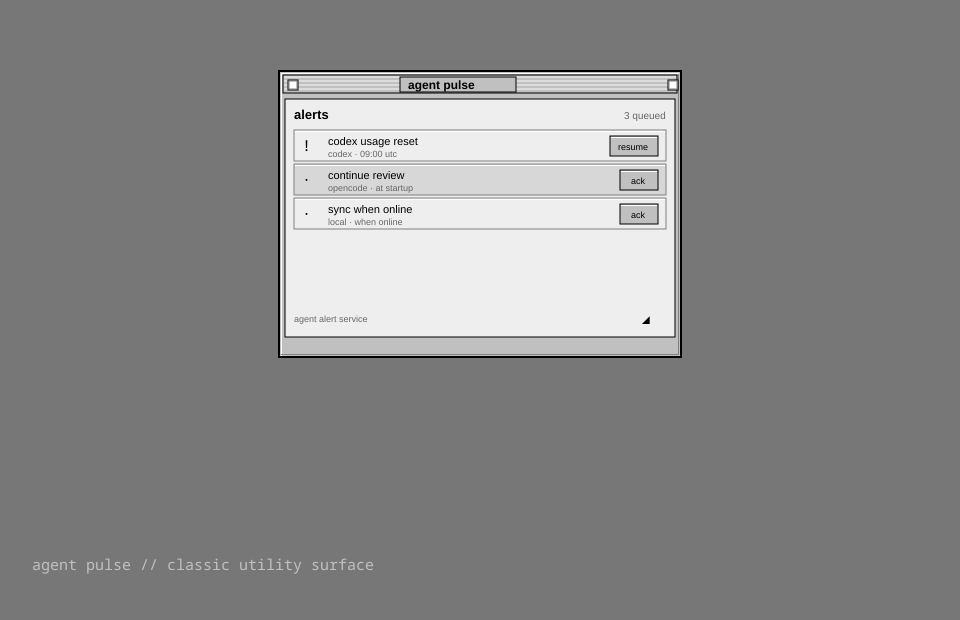 agent pulse
alerts
3 queued
! codex usage reset
codex · 09:00 utc
resume
· continue review
opencode · at startup
ack
· sync when online
local · when online
ack
agent alert service
agent pulse // classic utility surface